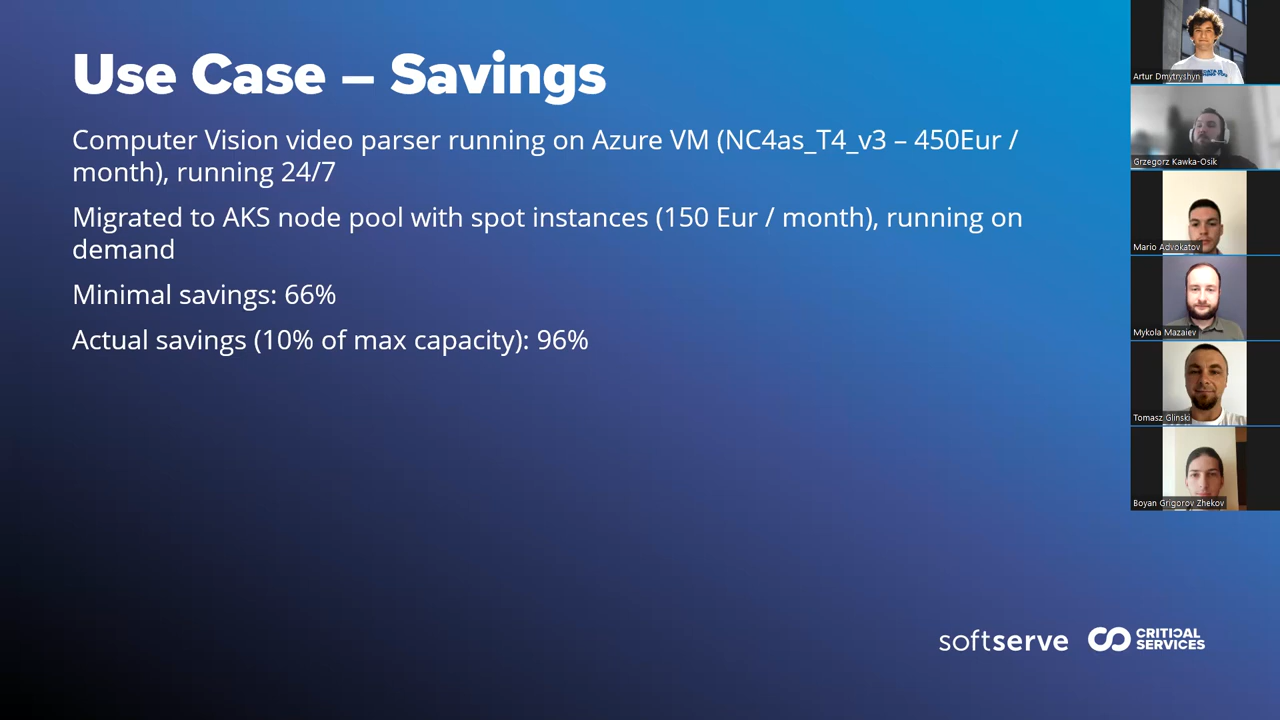 Use Case – Savings
Computer Vision video parser running on Azure VM (NC4as_T4_v3 – 450Eur /
month), running 24/7
Migrated to AKS node pool with spot instances (150 Eur / month), running on
demand
Minimal savings: 66%
Actual savings (10% of max capacity): 96%
softserve
CRITICAL
SERVICES
Artur Dmytryshyn
Grzegorz Kawka-Osik
Mario Advokatov
Mykola Mazaiev
Tomasz Glinski
Boyan Grigorov Zhekov